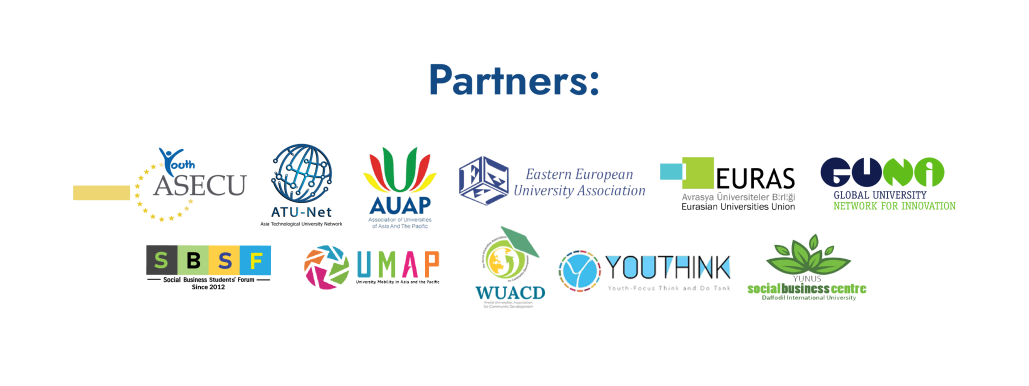 Partners:
Youth
ASECU
ATU-Net
Asia Technological University Network
AUAP
Association of Universities
of Asia And The Pacific
Eastern European
University Association
EURAS
Avrasya Üniversiteler Birliği
Eurasian Universities Union
GUNi
GLOBAL UNIVERSITY
NETWORK FOR INNOVATION
S B S F
Social Business Students' Forum
Since 2012
UMAP
University Mobility in Asia and the Pacific
WUACD
YOUTHINK
Youth-Focus Think and Do Tank
YUNUS
social business centre
Daffodil International University